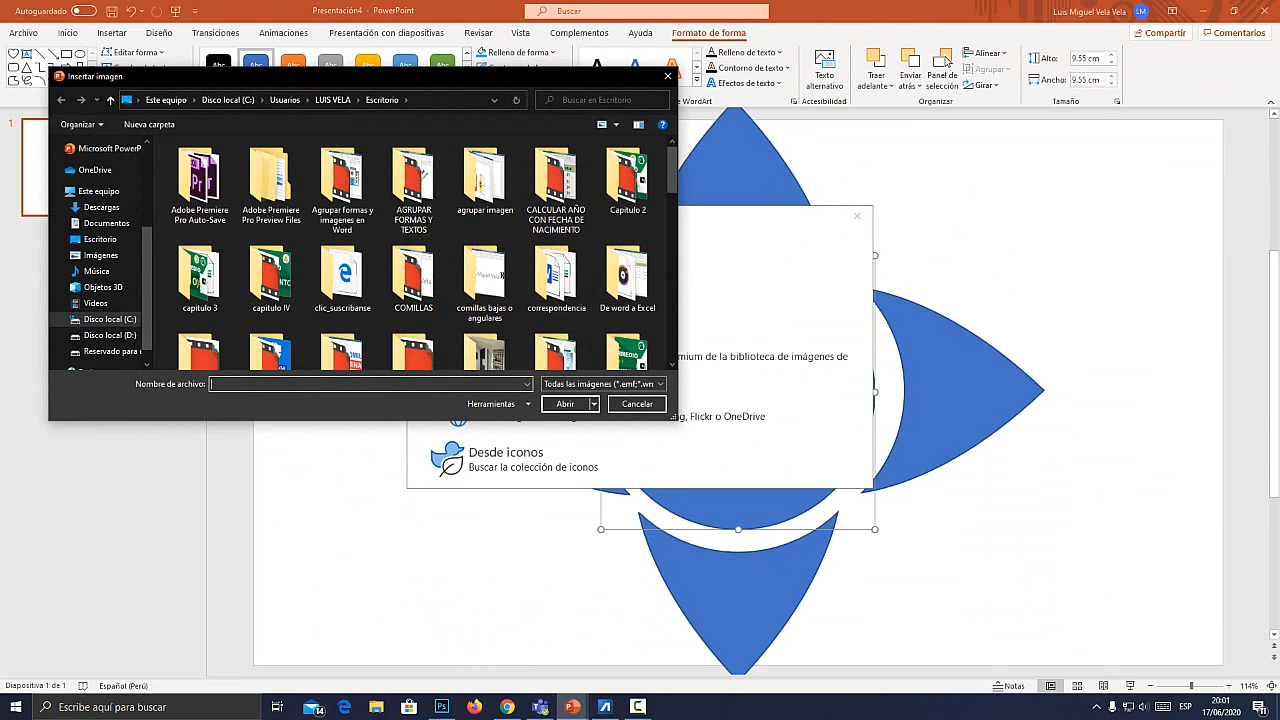 Autoguardado
Presentación4 - PowerPoint
Buscar
Luis Miguel Vela Vela
LM
Archivo
Inicio
Insertar
Diseño
Transiciones
Animaciones
Presentación con diapositivas
Revisar
Vista
Complementos
Ayuda
Formato de forma
Compartir
Comentarios
Editar forma
Abc
Relleno de forma
Relleno de texto
Contorno de texto
Efectos de texto
Texto
alternativo
Traer
adelante
Enviar
atrás
Panel de
selección
Alinear
Agrupar
Girar
Alto:
9.55 cm
Ancho:
9.55 cm
WordArt
Accesibilidad
Organizar
Tamaño
Insertar imagen
Este equipo
Disco local (C:)
Usuarios
LUIS VELA
Escritorio
Buscar en Escritorio
Organizar
Nueva carpeta
Microsoft PowerP
OneDrive
Este equipo
Descargas
Documentos
Escritorio
Imágenes
Música
Objetos 3D
Vídeos
Disco local (C:)
Disco local (D:)
Reservado para
Adobe Premiere
Pro Auto-Save
Adobe Premiere
Pro Preview Files
Agrupar formas y
imagenes en
Word
AGRUPAR
FORMAS Y
TEXTOS
agrupar imagen
CALCULAR AÑO
CON FECHA DE
NACIMIENTO
Capitulo 2
capitulo 3
capitulo IV
clic_suscribanse
COMILLAS
comillas bajas o
angulares
correspondencia
De word a Excel
Nombre de archivo:
Todas las imágenes (*.emf;*.wn
Herramientas
Abrir
Cancelar
mium de la biblioteca de imágenes de
g, Flickr o OneDrive
Desde iconos
Buscar la colección de iconos
1
Diapositiva 1 de 1
Español (Perú)
Notas
114%
Escribe aquí para buscar
14
ESP
20:01
17/06/2020
1